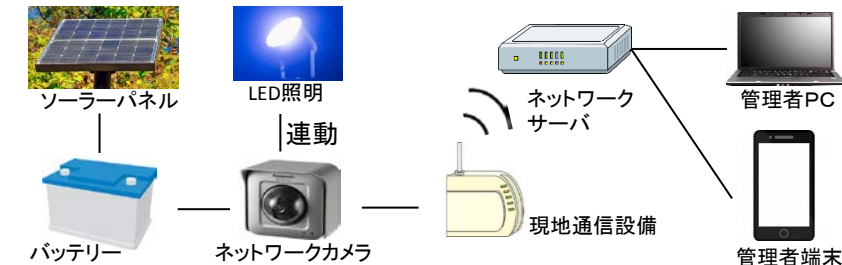 ソーラーパネル
LED照明
ネットワーク
サーバ
管理者PC
連動
現地通信設備
バッテリー
ネットワークカメラ
管理者端末